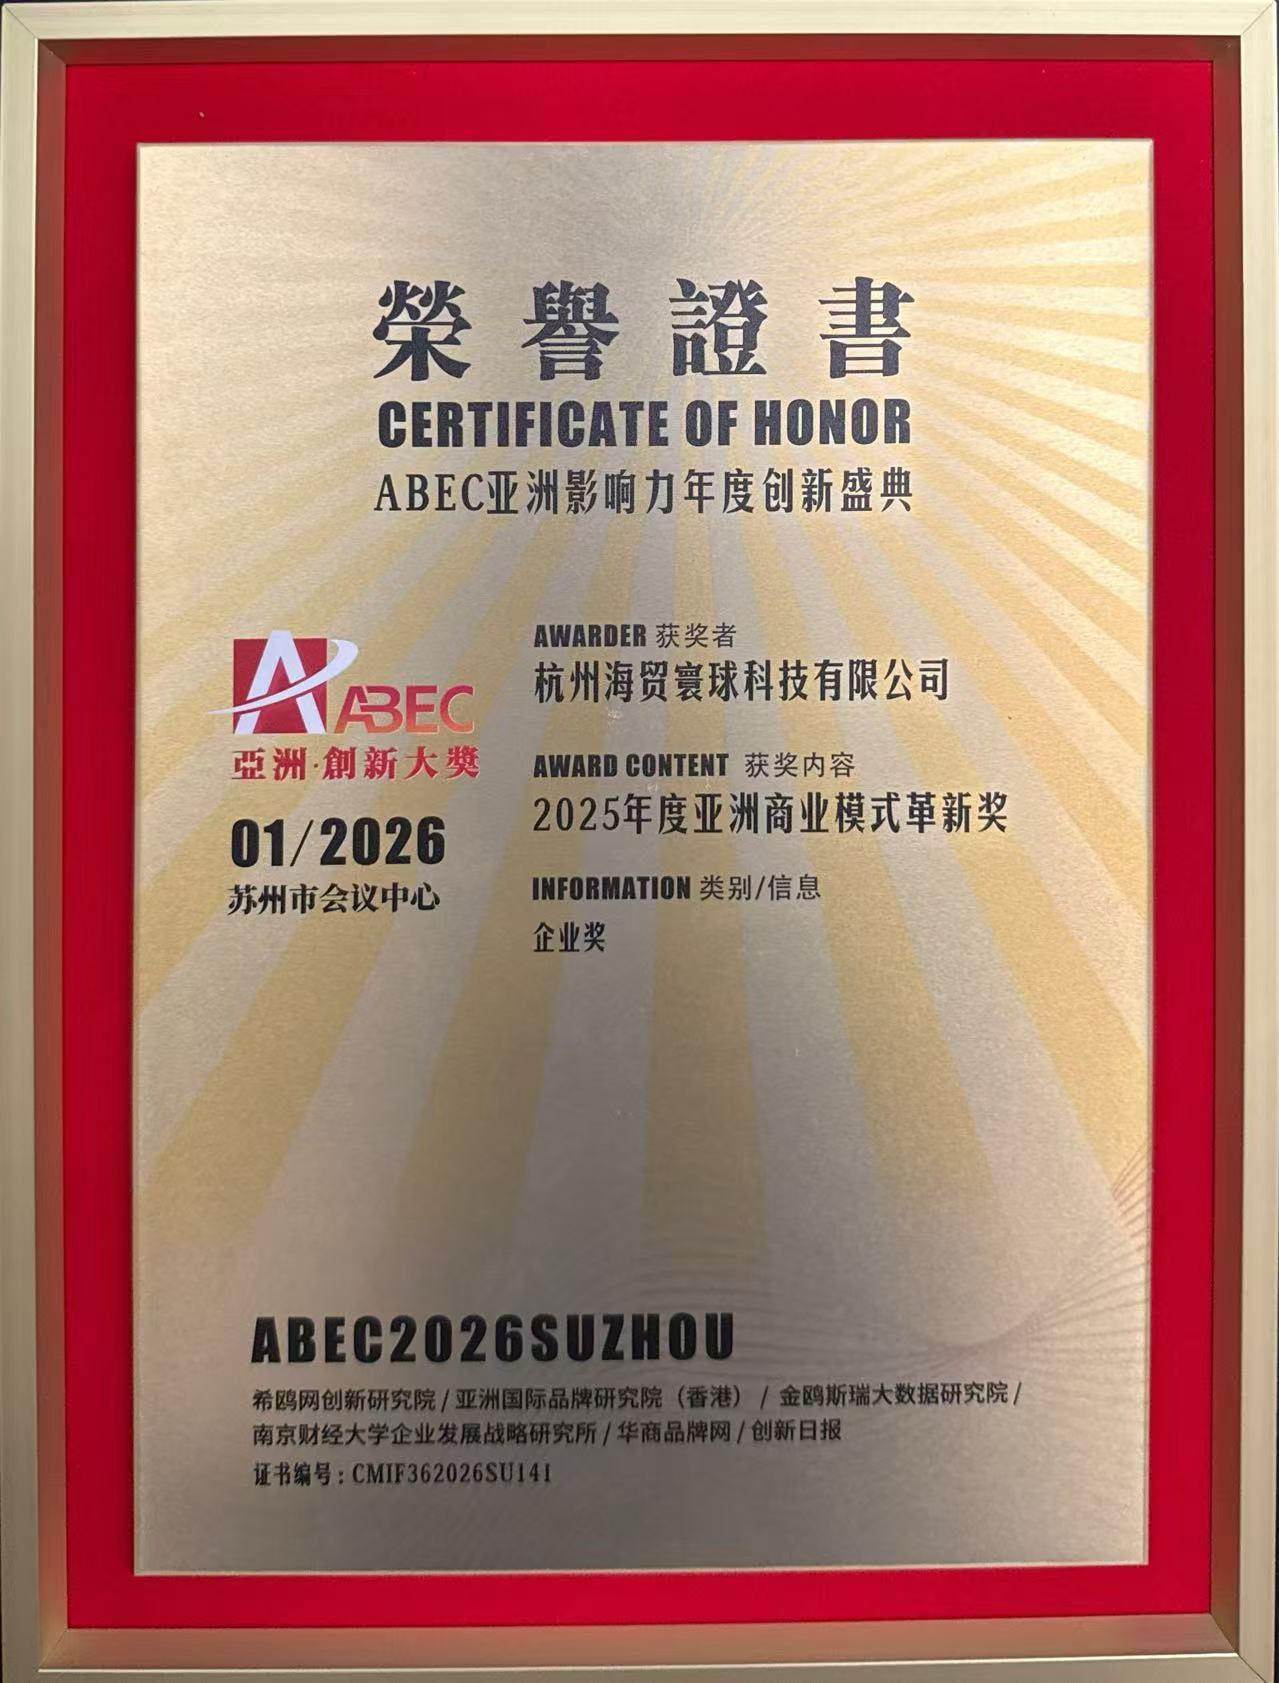 榮譽證書
CERTIFICATE OF HONOR
ABEC亚洲影响力年度创新盛典
ABEC
亞洲·創新大獎
01/2026
苏州市会议中心
AWARDER 获奖者
杭州海贸寰球科技有限公司
AWARD CONTENT 获奖内容
2025年度亚洲商业模式革新奖
INFORMATION 类别/信息
企业奖
ABEC2026SUZHOU
希鸥网创新研究院 / 亚洲国际品牌研究院（香港） / 金鸥斯瑞大数据研究院 /
南京财经大学企业发展战略研究所 / 华商品牌网 / 创新日报
证书编号：CMIF362026SU141